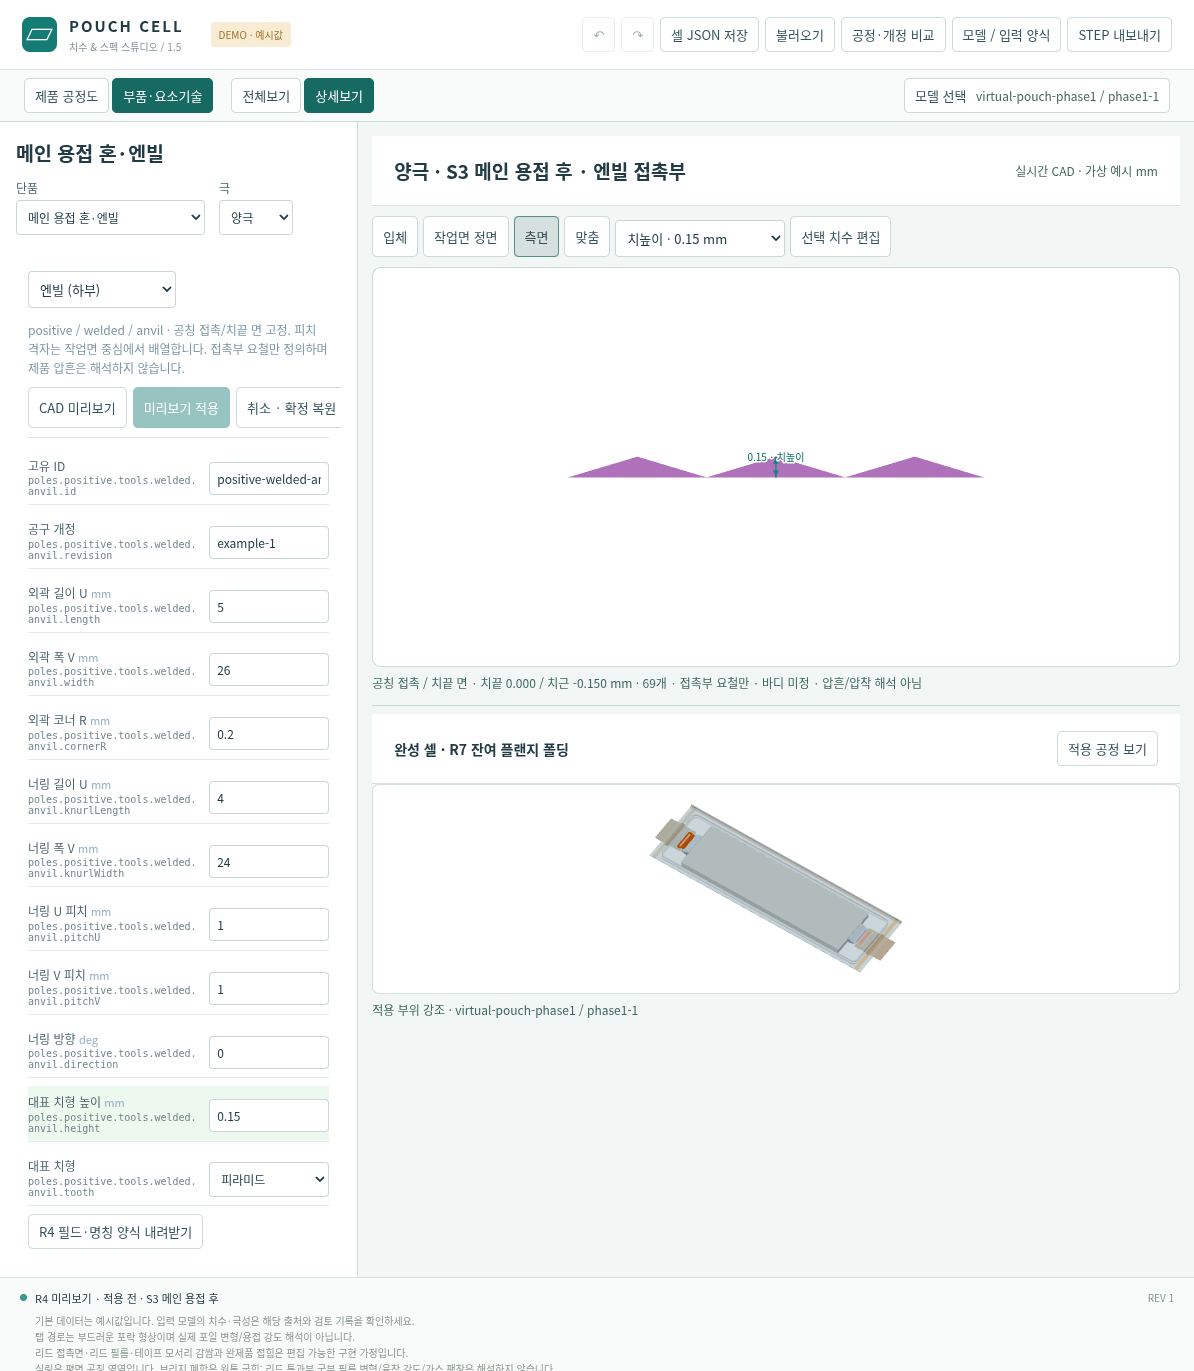 POUCH CELL
치수 & 스펙 스튜디오 / 1.5
DEMO · 예시값
셀 JSON 저장
불러오기
공정·개정 비교
모델 / 입력 양식
STEP 내보내기
제품 공정도
부품·요소기술
전체보기
상세보기
모델 선택 virtual-pouch-phase1 / phase1-1
메인 용접 혼·엔빌
단품
극
메인 용접 혼·엔빌
양극
엔빌 (하부)
positive / welded / anvil · 공칭 접촉/치끝 면 고정. 피치
격자는 작업면 중심에서 배열합니다. 접촉부 요철만 정의하며
제품 압흔은 해석하지 않습니다.
CAD 미리보기
미리보기 적용
취소 · 확정 복원
고유 ID
poles.positive.tools.welded.
anvil.id
positive-welded-ar
공구 개정
poles.positive.tools.welded.
anvil.revision
example-1
외곽 길이 U mm
poles.positive.tools.welded.
anvil.length
5
외곽 폭 V mm
poles.positive.tools.welded.
anvil.width
26
외곽 코너 R mm
poles.positive.tools.welded.
anvil.cornerR
0.2
너링 길이 U mm
poles.positive.tools.welded.
anvil.knurlLength
4
너링 폭 V mm
poles.positive.tools.welded.
anvil.knurlWidth
24
너링 U 피치 mm
poles.positive.tools.welded.
anvil.pitchU
1
너링 V 피치 mm
poles.positive.tools.welded.
anvil.pitchV
1
너링 방향 deg
poles.positive.tools.welded.
anvil.direction
0
대표 치형 높이 mm
poles.positive.tools.welded.
anvil.height
0.15
대표 치형
poles.positive.tools.welded.
anvil.tooth
피라미드
R4 필드·명칭 양식 내려받기
양극 · S3 메인 용접 후 · 엔빌 접촉부
실시간 CAD · 가상 예시 mm
입체
작업면 정면
측면
맞춤
치높이 · 0.15 mm
선택 치수 편집
0.15 · 치높이
공칭 접촉 / 치끝 면 · 치끝 0.000 / 치근 -0.150 mm · 69개 · 접촉부 요철만 · 바디 미정 · 압흔/압착 해석 아님
완성 셀 · R7 잔여 플랜지 폴딩
적용 공정 보기
적용 부위 강조 · virtual-pouch-phase1 / phase1-1
R4 미리보기 · 적용 전 · S3 메인 용접 후
REV 1
기본 데이터는 예시값입니다. 입력 모델의 치수·극성은 해당 출처와 검토 기록을 확인하세요.
탭 경로는 부드러운 포락 형상이며 실제 포일 변형/용접 강도 해석이 아닙니다.
리드 접촉면·리드 필름·테이프 모서리 감쌈과 완제품 접힘은 편집 가능한 구현 가정입니다.